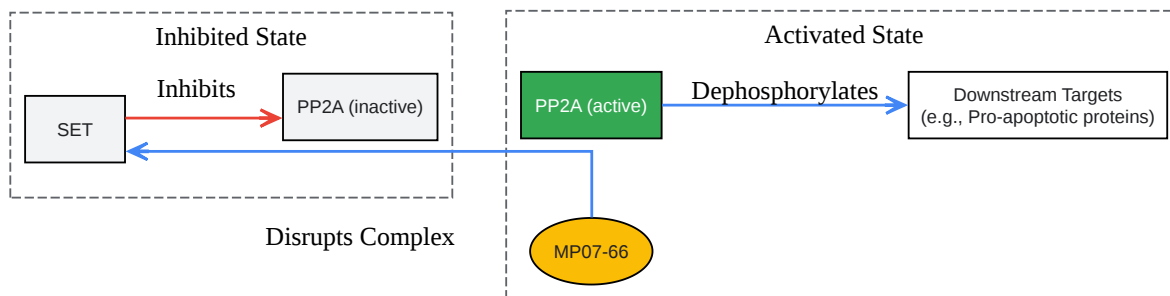 Inhibited State
Inhibits
SET
PP2A (inactive)
Activated State
PP2A (active)
Dephosphorylates
Downstream Targets
(e.g., Pro-apoptotic proteins)
Disrupts Complex
MP07-66